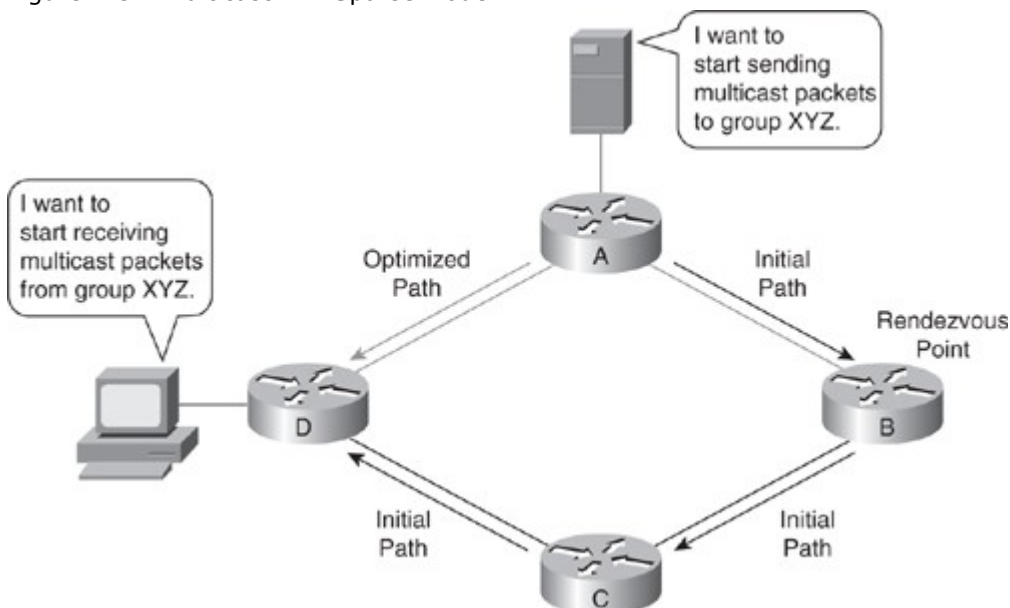 I want to
start sending
multicast packets
to group XYZ.
I want to
start receiving
multicast packets
from group XYZ.
A
Optimized
Path
Initial
Path
Rendezvous
Point
D
B
Initial
Path
Initial
Path
C